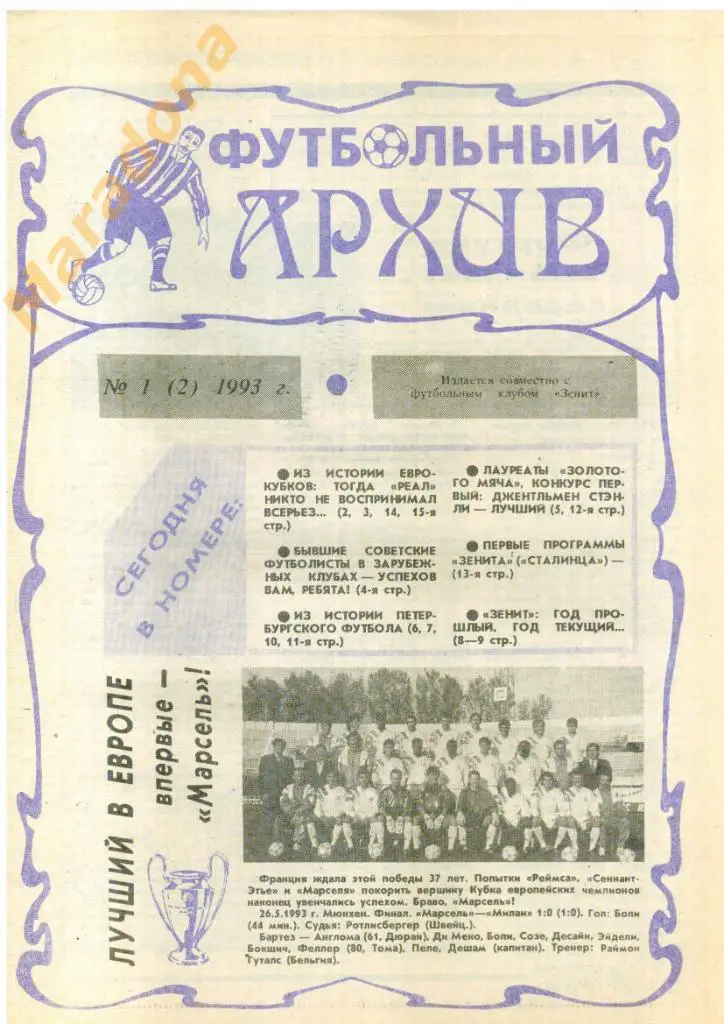 Maradona
ФУТБОЛЬНЫЙ
АРХИВ
№ 1 (2) 1993 г.
Издается совместно с
футбольным клубом «Зенит».
СЕГОДНЯ
В НОМЕРЕ:
● ИЗ ИСТОРИИ ЕВРО-
КУБКОВ: ТОГДА «РЕАЛ»
НИКТО НЕ ВОСПРИНИМАЛ
ВСЕРЬЕЗ... (2, 3, 14, 15-я
стр.)
● БЫВШИЕ СОВЕТСКИЕ
ФУТБОЛИСТЫ В ЗАРУБЕЖ-
НЫХ КЛУБАХ — УСПЕХОВ
ВАМ, РЕБЯТА! (4-я стр.)
● ИЗ ИСТОРИИ ПЕТЕР-
БУРГСКОГО ФУТБОЛА (6, 7,
10, 11-я стр.)
● ЛАУРЕАТЫ «ЗОЛОТО-
ГО МЯЧА», КОНКУРС ПЕР-
ВЫЙ: ДЖЕНТЛЬМЕН СТЭН-
ЛИ — ЛУЧШИЙ (5, 12-я стр.)
● ПЕРВЫЕ ПРОГРАММЫ
«ЗЕНИТА» («СТАЛИНЦА») —
(13-я стр.)
● «ЗЕНИТ»: ГОД ПРО-
ШЛЫЙ, ГОД ТЕКУЩИЙ...
(8—9 стр.)
ЛУЧШИЙ В ЕВРОПЕ
впервые —
«Марсель»!
Франция ждала этой победы 37 лет. Попытки «Реймса», «Сеннант-
Этье» и «Марселя» покорить вершину Кубка европейских чемпионов
наконец увенчались успехом. Браво, «Марсель»!
26.5.1993 г. Мюнхен. Финал. «Марсель»—«Милан» 1:0 (1:0). Гол: Боли
(44 мин.). Судья: Ротлисбергер (Швейц.).
Бартез — Англома (61, Дюран), Ди Меко, Боли, Созе, Десайи, Эйдели,
Бокшич, Феллер (80, Тома), Пеле, Дешам (капитан). Тренер: Раймон
Туталс (Бельгия).